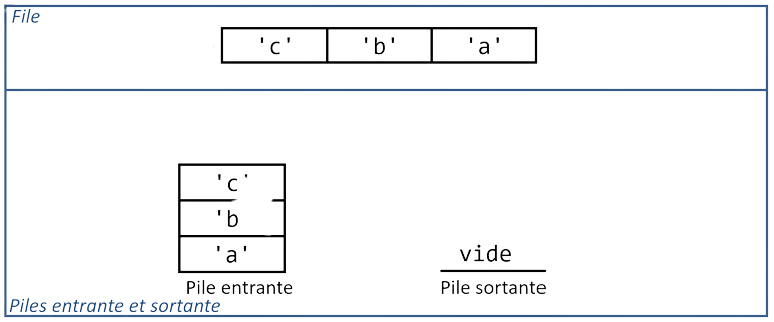 File
'c' 'b' 'a'
'c'
'b
'a'
vide
Pile entrante
Pile sortante
Piles entrante et sortante